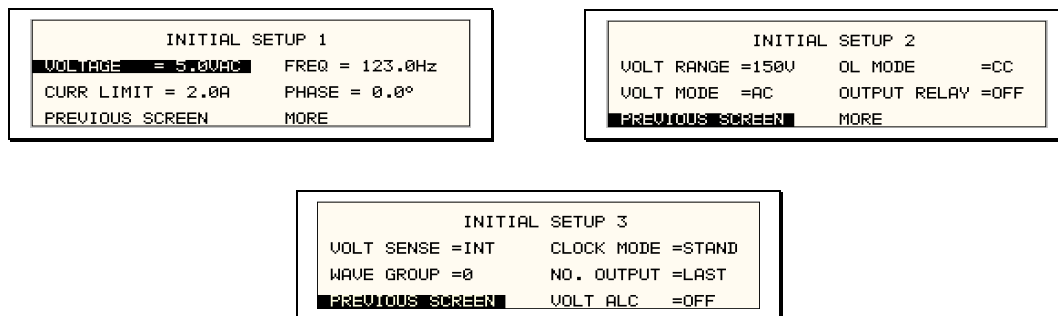 INITIAL SETUP 1
VOLTAGE = 5.0VAC FREQ = 123.0Hz
CURR LIMIT = 2.0A PHASE = 0.0°
PREVIOUS SCREEN MORE
INITIAL SETUP 2
VOLT RANGE =150V OL MODE =CC
VOLT MODE =AC OUTPUT RELAY =OFF
PREVIOUS SCREEN MORE
INITIAL SETUP 3
VOLT SENSE =INT CLOCK MODE =STAND
WAVE GROUP =0 NO. OUTPUT =LAST
PREVIOUS SCREEN VOLT ALC =OFF